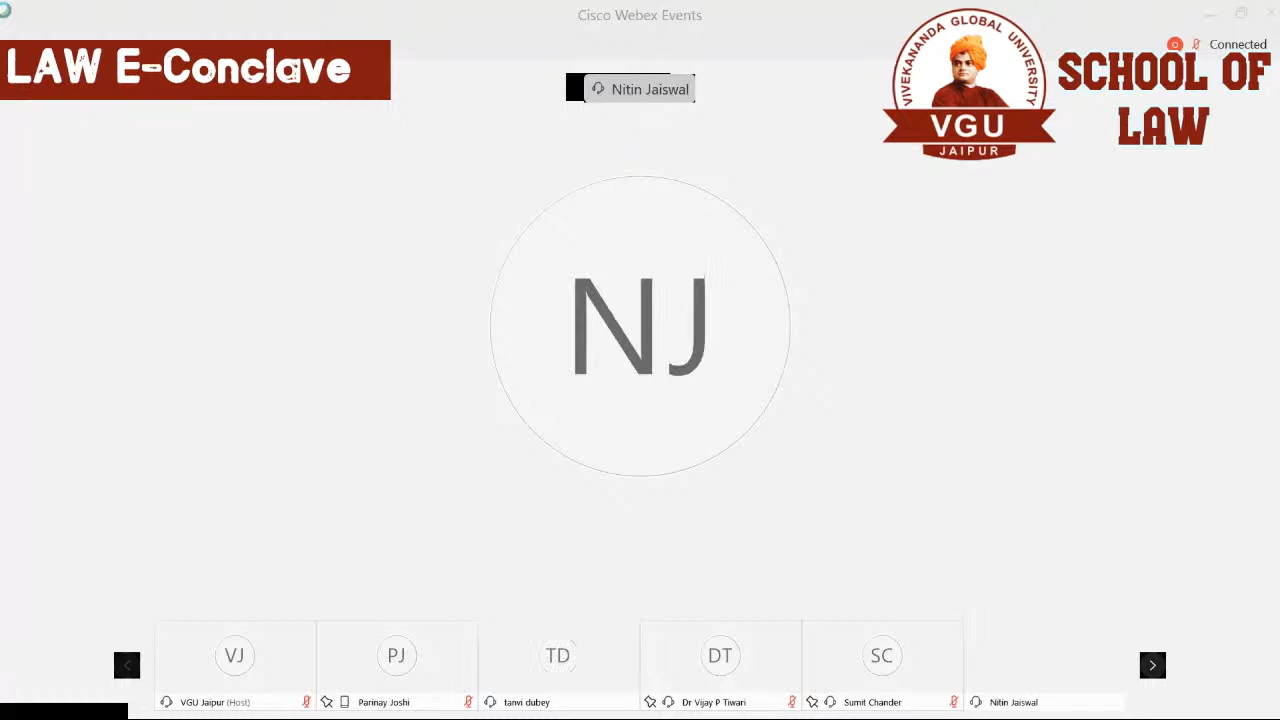 Cisco Webex Events
LAW E-Conclave
Nitin Jaiswal
VIVEKANANDA GLOBAL UNIVERSITY
VGU
JAIPUR
Connected
SCHOOL OF
LAW
NJ
VJ
PJ
TD
DT
SC
VGU Jaipur (Host)
Parinay Joshi
tanvi dubey
Dr Vijay P Tiwari
Sumit Chander
Nitin Jaiswal